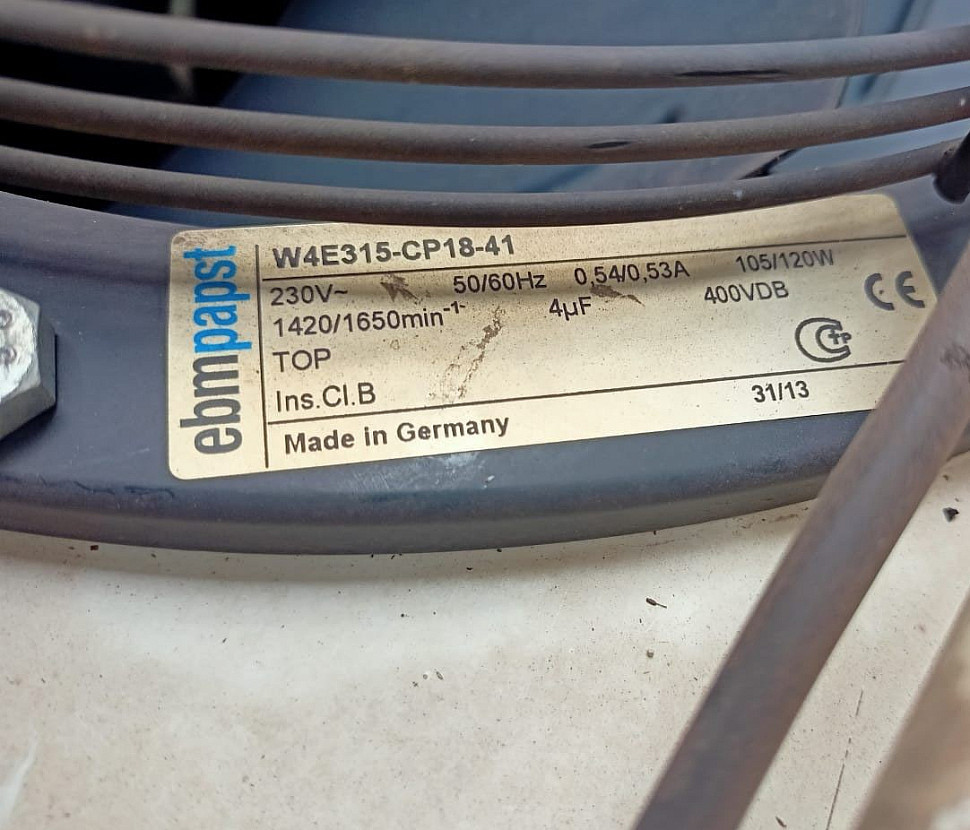 ebmpapst
W4E315-CP18-41
230V~ 50/60Hz 0,54/0,53A 105/120W
1420/1650min⁻¹ 4µF 400VDB
TOP
Ins.Cl.B
Made in Germany 31/13
CE